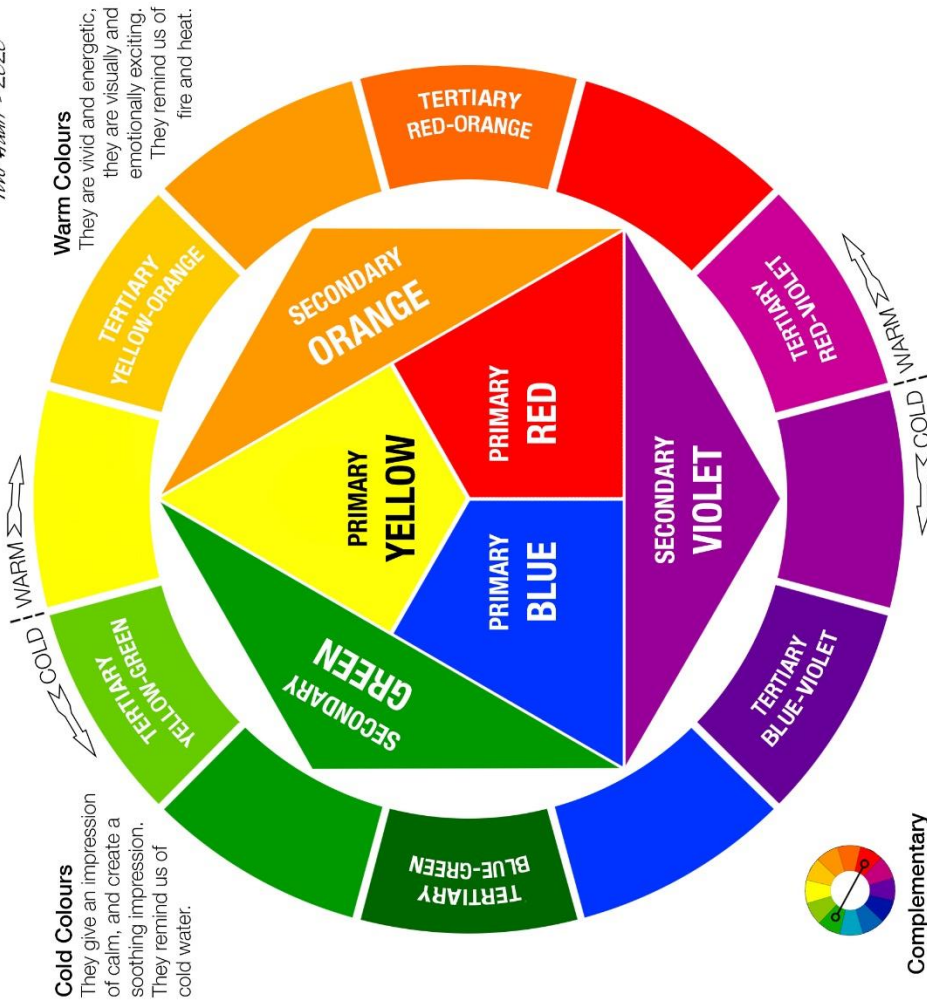 Warm Colours
They are vivid and energetic,
they are visually and
emotionally exciting.
They remind us of
fire and heat.
Cold Colours
They give an impression
of calm, and create a
soothing impression.
They remind us of
cold water.
COLD
WARM
TERTIARY
YELLOW-GREEN
TERTIARY
YELLOW-ORANGE
TERTIARY
RED-ORANGE
TERTIARY
RED-VIOLET
TERTIARY
BLUE-VIOLET
TERTIARY
BLUE-GREEN
SECONDARY
ORANGE
SECONDARY
GREEN
SECONDARY
VIOLET
PRIMARY
YELLOW
PRIMARY
RED
PRIMARY
BLUE
COLD
WARM
Complementary